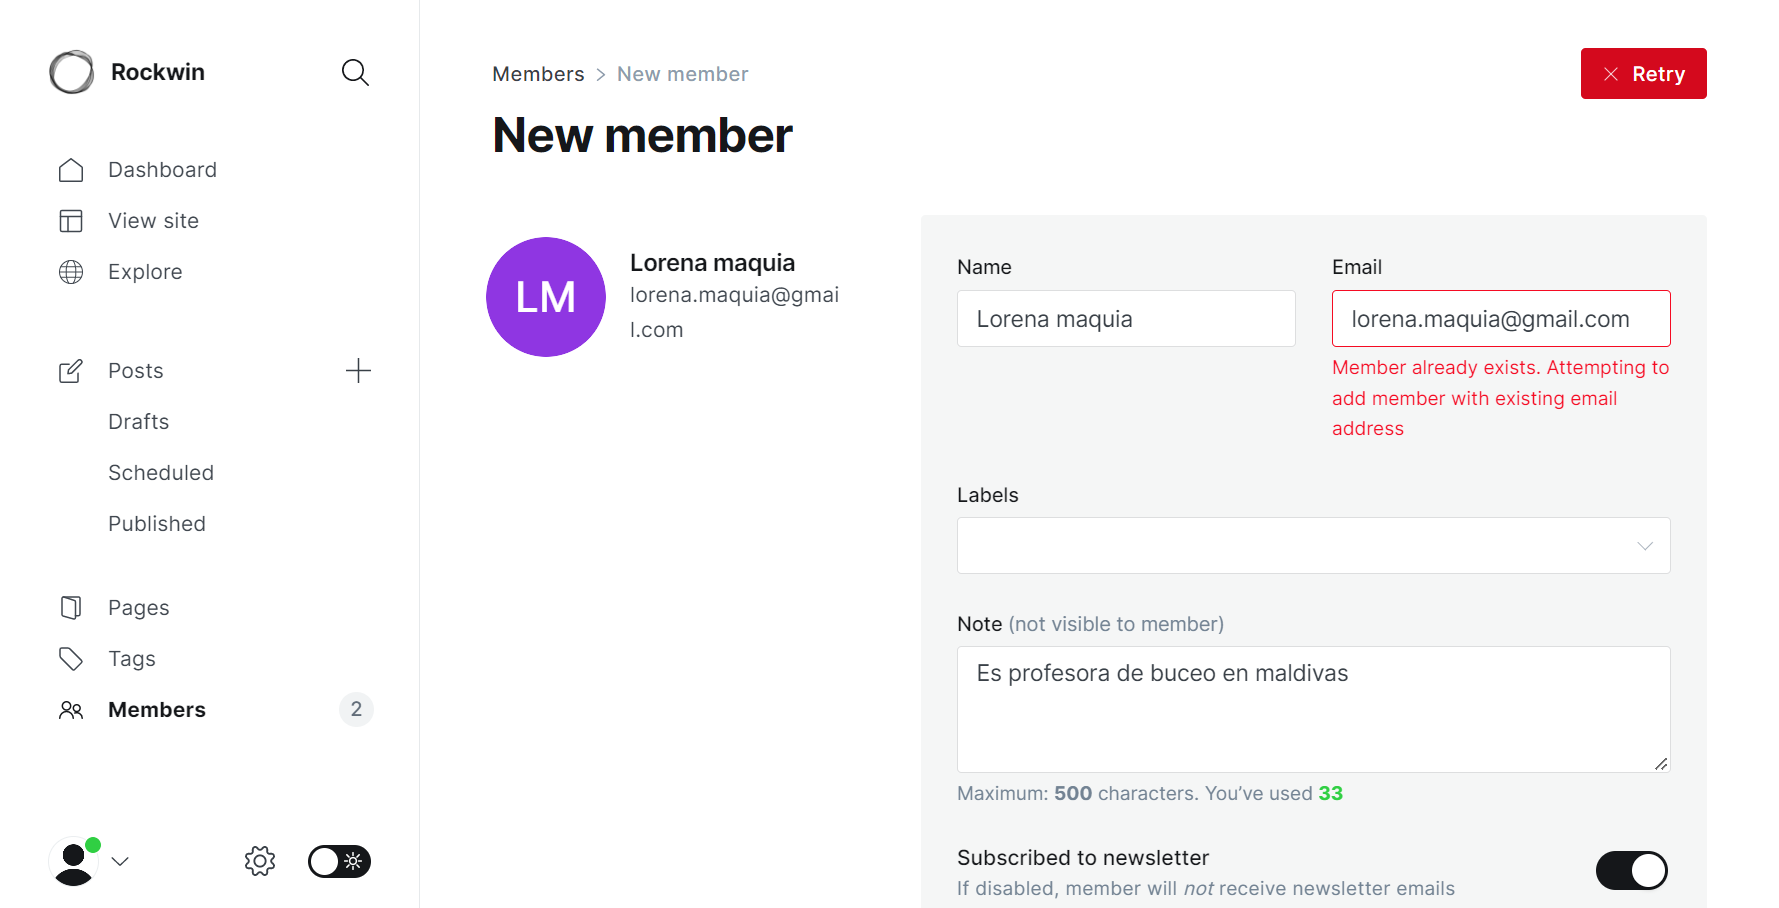 Rockwin
Dashboard
View site
Explore
Posts
Drafts
Scheduled
Published
Pages
Tags
Members
2
Members > New member
Retry
New member
LM
Lorena maquia
lorena.maquia@gmai
l.com
Name
Lorena maquia
Email
lorena.maquia@gmail.com
Member already exists. Attempting to
add member with existing email
address
Labels
Note (not visible to member)
Es profesora de buceo en maldivas
Maximum: 500 characters. You’ve used 33
Subscribed to newsletter
If disabled, member will not receive newsletter emails